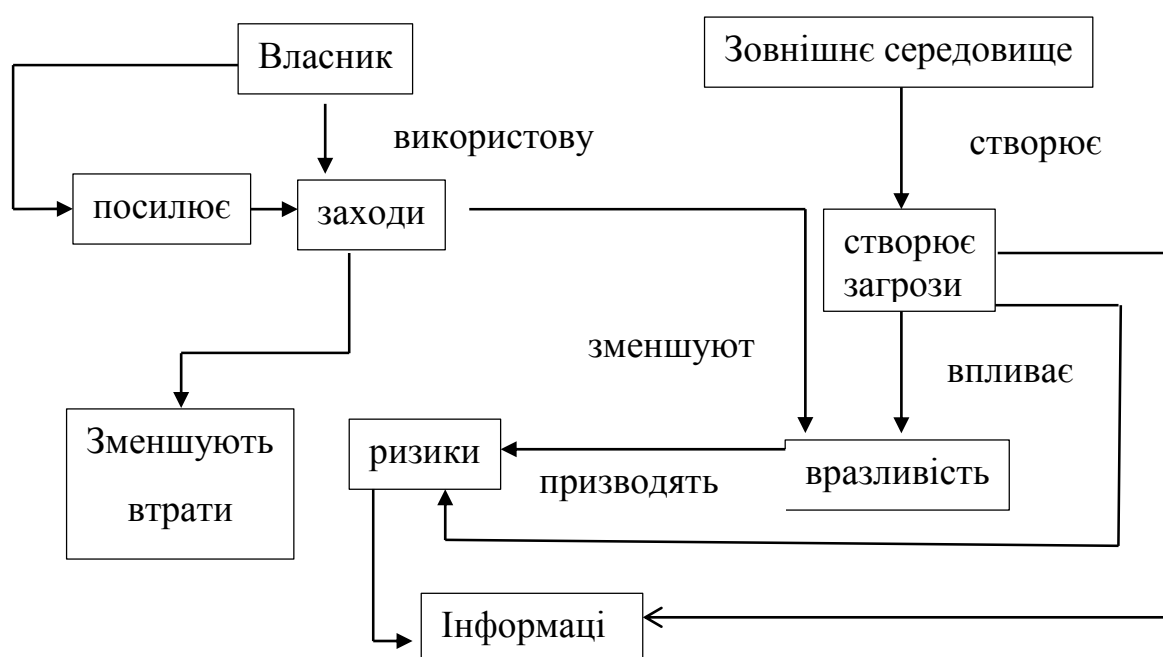 Власник
Зовнішнє середовище
використову
створює
посилює
заходи
створює
загрози
зменшуют
впливає
Зменшують
втрати
ризики
призводять
вразливість
Інформаці